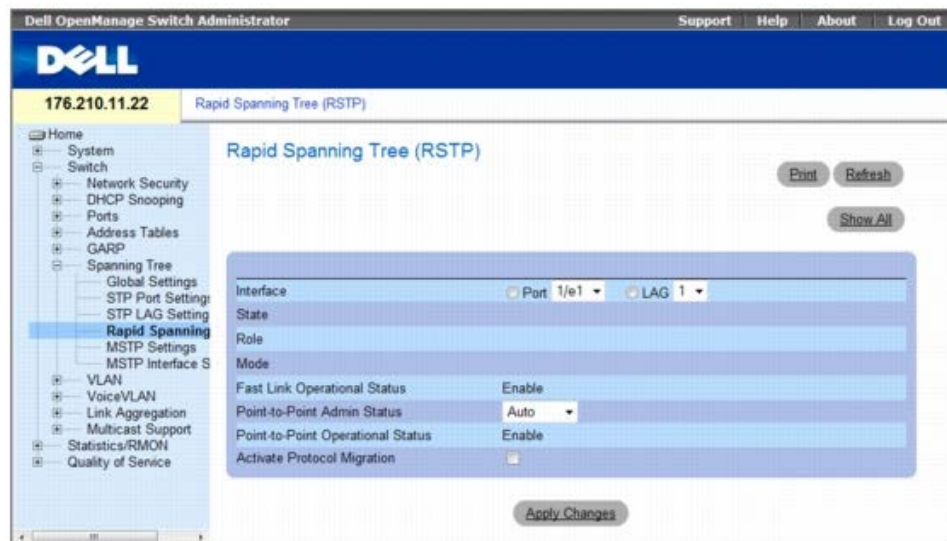 Dell OpenManage Switch Administrator Support Help About Log Out
DELL
176.210.11.22 Rapid Spanning Tree (RSTP)
Home
System
Switch
Network Security
DHCP Snooping
Ports
Address Tables
GARP
Spanning Tree
Global Settings
STP Port Settings
STP LAG Setting
Rapid Spanning
MSTP Settings
MSTP Interface S
VLAN
VoiceVLAN
Link Aggregation
Multicast Support
Statistics/RMON
Quality of Service
Rapid Spanning Tree (RSTP)
Print Refresh
Show All
Interface Port 1/e1 LAG 1
State
Role
Mode
Fast Link Operational Status Enable
Point-to-Point Admin Status Auto
Point-to-Point Operational Status Enable
Activate Protocol Migration
Apply Changes